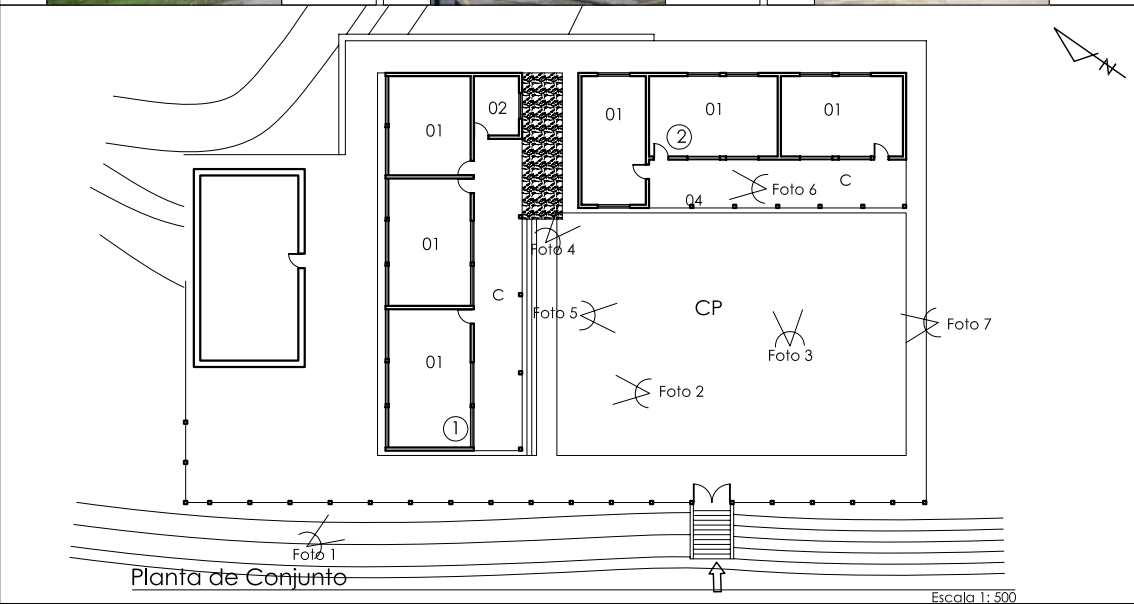 N
01
02
01
01
01
01
2
Foto 6
C
04
Foto 4
01
C
Foto 5
CP
Foto 7
Foto 3
01
Foto 2
1
Foto 1
Planta de Conjunto
Escala 1: 500